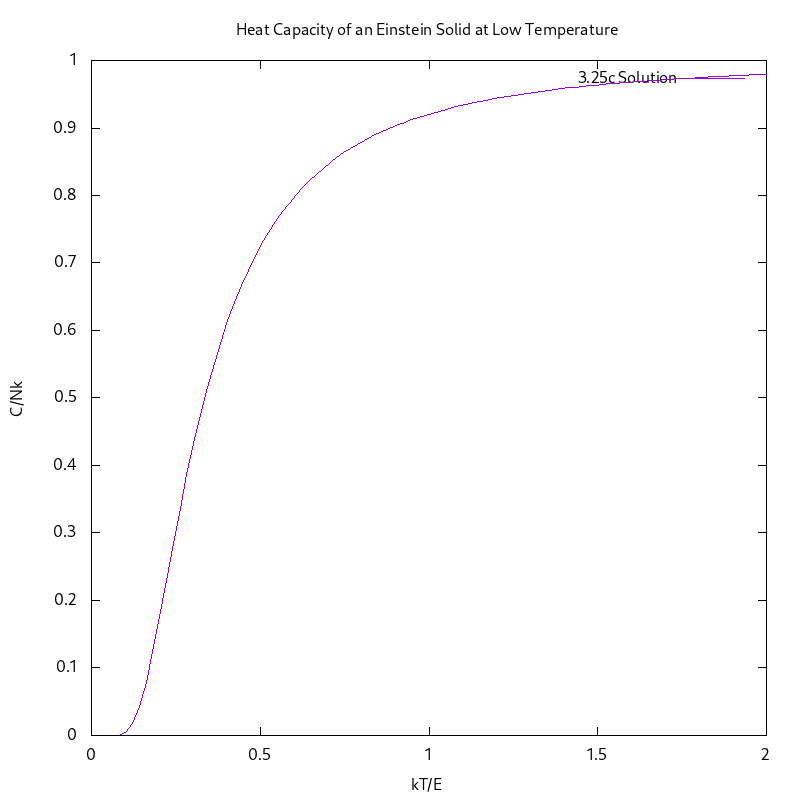 Heat Capacity of an Einstein Solid at Low Temperature
1
3.25c Solution
0.9
0.8
0.7
0.6
0.5
C/Nk
0.4
0.3
0.2
0.1
0
0 0.5 1 1.5 2
kT/E